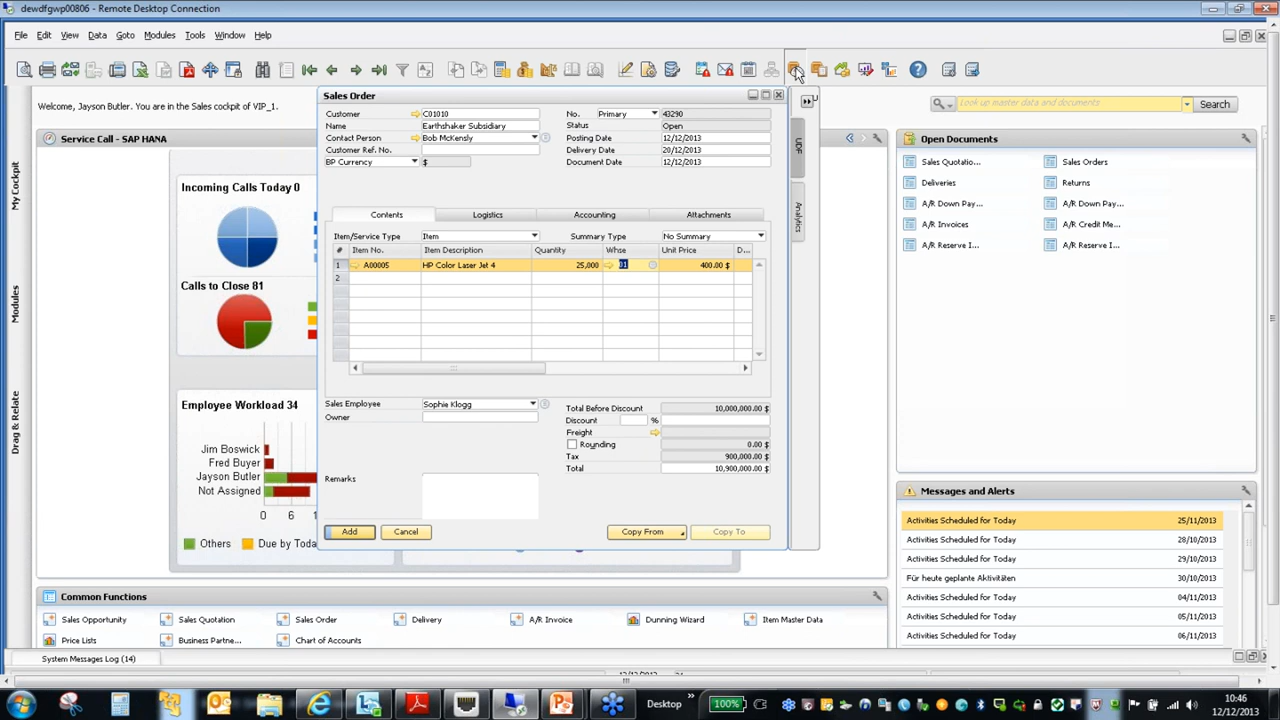 dewdfgwp00806 - Remote Desktop Connection
File Edit View Data Goto Modules Tools Window Help
Welcome, Jayson Butler. You are in the Sales cockpit of VIP_1.
Look up master data and documents
Search
My Cockpit
Modules
Drag & Relate
Service Call - SAP HANA
Incoming Calls Today 0
Calls to Close 81
Employee Workload 34
Jim Boswick
Fred Buyer
Jayson Butler
Not Assigned
0 6
Others Due by Toda
Sales Order
Customer C01010
Name Earthshaker Subsidiary
Contact Person Bob McKensly
Customer Ref. No.
BP Currency $
No. Primary 43290
Status Open
Posting Date 12/12/2013
Delivery Date 20/12/2013
Document Date 12/12/2013
UDF
Analytics
Contents Logistics Accounting Attachments
Item/Service Type Item Summary Type No Summary
# Item No. Item Description Quantity Whse Unit Price D...
1 A00005 HP Color Laser Jet 4 25,000 01 400.00 $
2
Sales Employee Sophie Klogg
Owner
Total Before Discount 10,000,000.00 $
Discount %
Freight
Rounding 0.00 $
Tax 900,000.00 $
Total 10,900,000.00 $
Remarks
Add Cancel Copy From Copy To
Open Documents
Sales Quotatio... Sales Orders
Deliveries Returns
A/R Down Pay... A/R Down Pay...
A/R Invoices A/R Credit Me...
A/R Reserve I... A/R Reserve I...
Messages and Alerts
Activities Scheduled for Today 25/11/2013
Activities Scheduled for Today 28/10/2013
Activities Scheduled for Today 29/10/2013
Für heute geplante Aktivitäten 30/10/2013
Activities Scheduled for Today 04/11/2013
Activities Scheduled for Today 05/11/2013
Activities Scheduled for Today 06/11/2013
Common Functions
Sales Opportunity Sales Quotation Sales Order Delivery A/R Invoice Dunning Wizard Item Master Data
Price Lists Business Partne... Chart of Accounts
System Messages Log (14)
Desktop
100%
10:46
12/12/2013